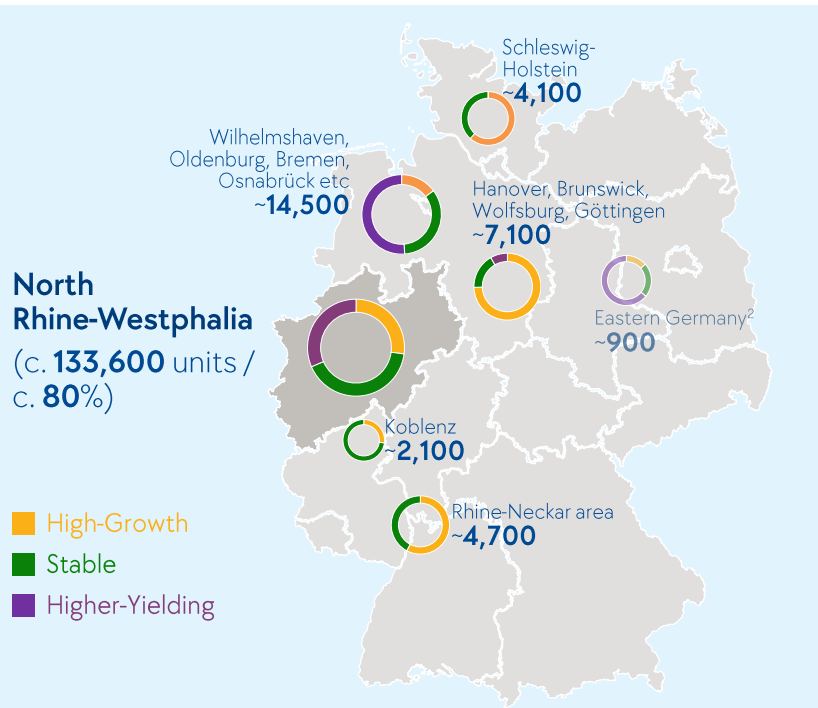 Schleswig-
Holstein
~4,100
Wilhelmshaven,
Oldenburg, Bremen,
Osnabrück etc
~14,500
Hanover, Brunswick,
Wolfsburg, Göttingen
~7,100
North
Rhine-Westphalia
(c. 133,600 units /
c. 80%)
Eastern Germany²
~900
Koblenz
~2,100
Rhine-Neckar area
~4,700
High-Growth
Stable
Higher-Yielding